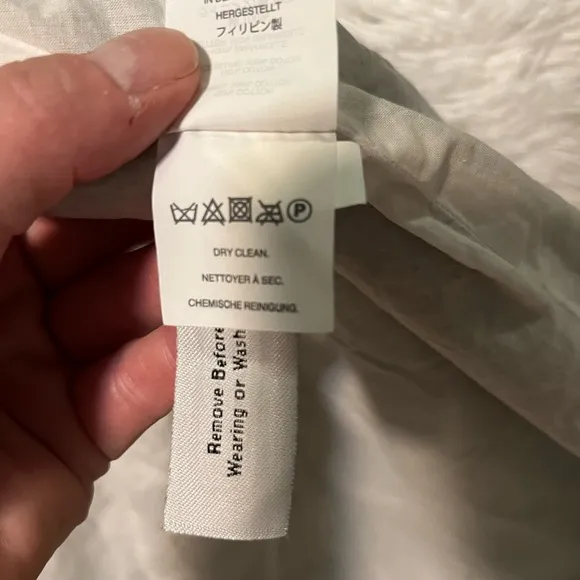 HERGESTELLT
フィリピン製
P
DRY CLEAN.
NETTOYER À SEC.
CHEMISCHE REINIGUNG.
Remove Before
Wearing or Wash